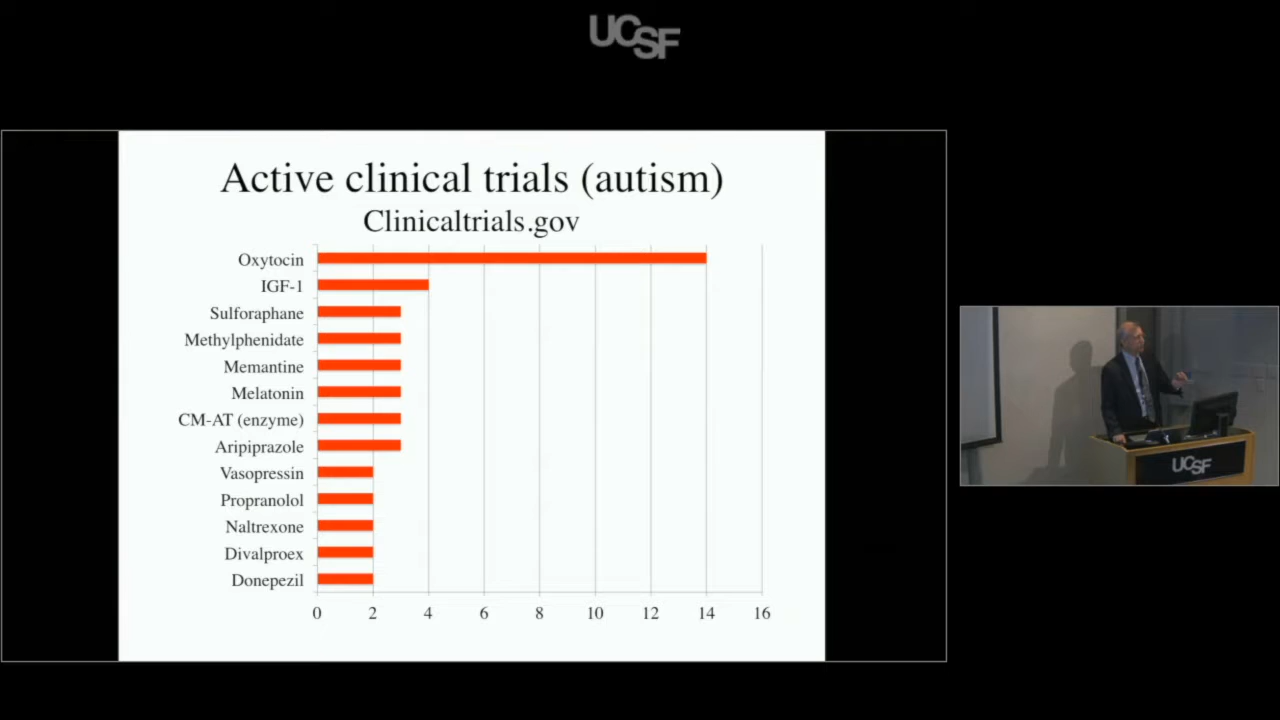 UCSF
Active clinical trials (autism)
Clinicaltrials.gov
Oxytocin
IGF-1
Sulforaphane
Methylphenidate
Memantine
Melatonin
CM-AT (enzyme)
Aripiprazole
Vasopressin
Propranolol
Naltrexone
Divalproex
Donepezil
0 2 4 6 8 10 12 14 16
UCSF